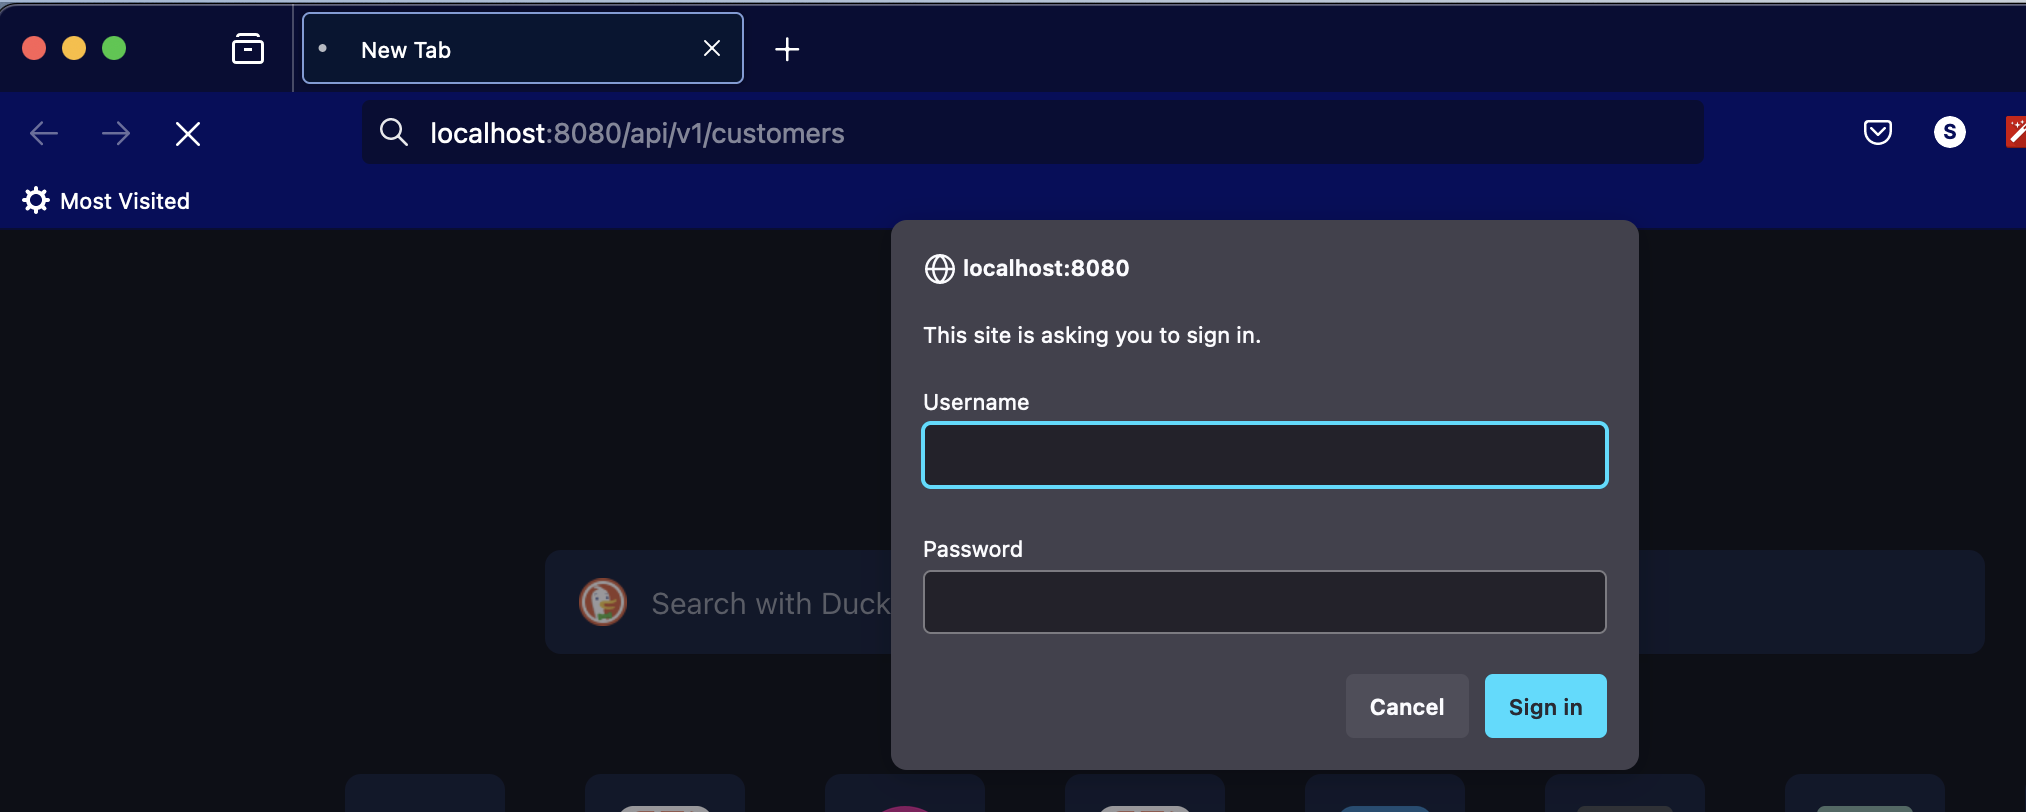 New Tab
localhost:8080/api/v1/customers
S
Most Visited
localhost:8080
This site is asking you to sign in.
Username
Search with Duck
Password
Cancel
Sign in